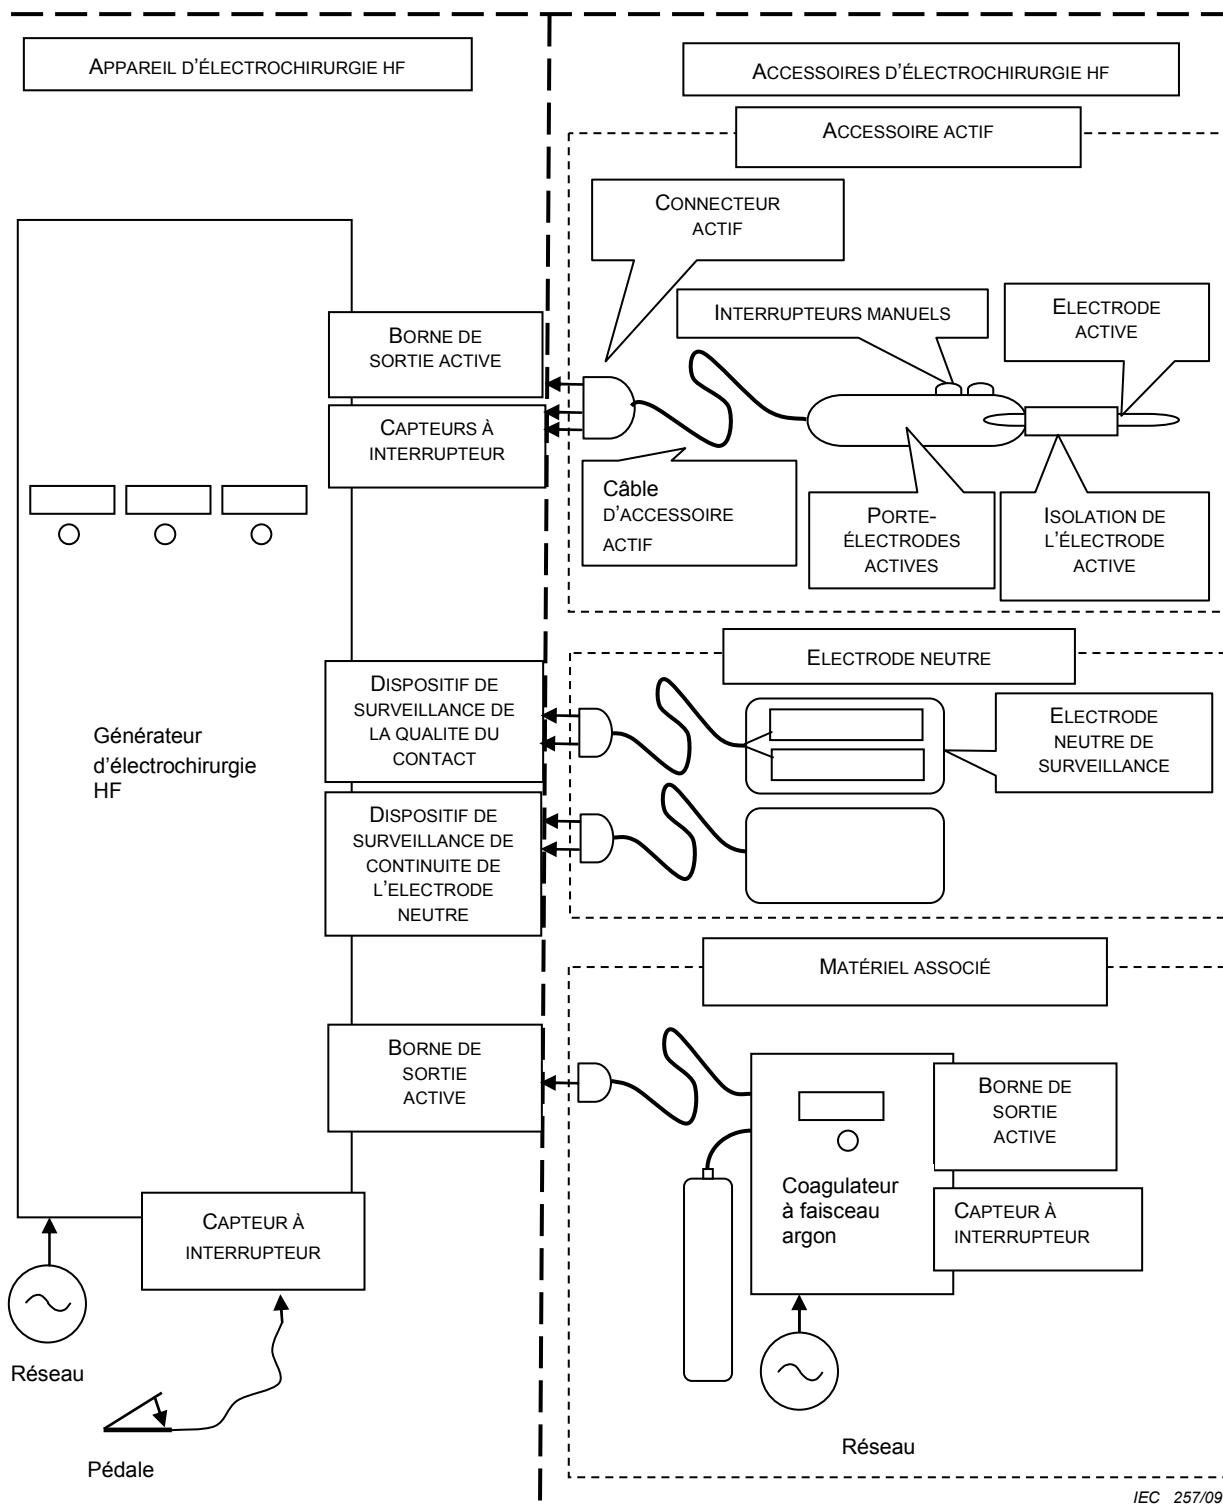 APPAREIL D'ÉLECTROCHIRURGIE HF
ACCESSOIRES D'ÉLECTROCHIRURGIE HF
ACCESSOIRE ACTIF
CONNECTEUR
ACTIF
INTERRUPTEURS MANUELS
ELECTRODE
ACTIVE
BORNE DE
SORTIE ACTIVE
CAPTEURS À
INTERRUPTEUR
Câble
D'ACCESSOIRE
ACTIF
PORTE-
ÉLECTRODES
ACTIVES
ISOLATION DE
L'ÉLECTRODE
ACTIVE
ELECTRODE NEUTRE
DISPOSITIF DE
SURVEILLANCE DE
LA QUALITE DU
CONTACT
ELECTRODE
NEUTRE DE
SURVEILLANCE
Générateur
d'électrochirurgie
HF
DISPOSITIF DE
SURVEILLANCE DE
CONTINUITE DE
L'ELECTRODE
NEUTRE
MATÉRIEL ASSOCIÉ
BORNE DE
SORTIE
ACTIVE
BORNE DE
SORTIE
ACTIVE
Coagulateur
à faisceau
argon
CAPTEUR À
INTERRUPTEUR
CAPTEUR À
INTERRUPTEUR
Réseau
Pédale
Réseau
IEC 257/09